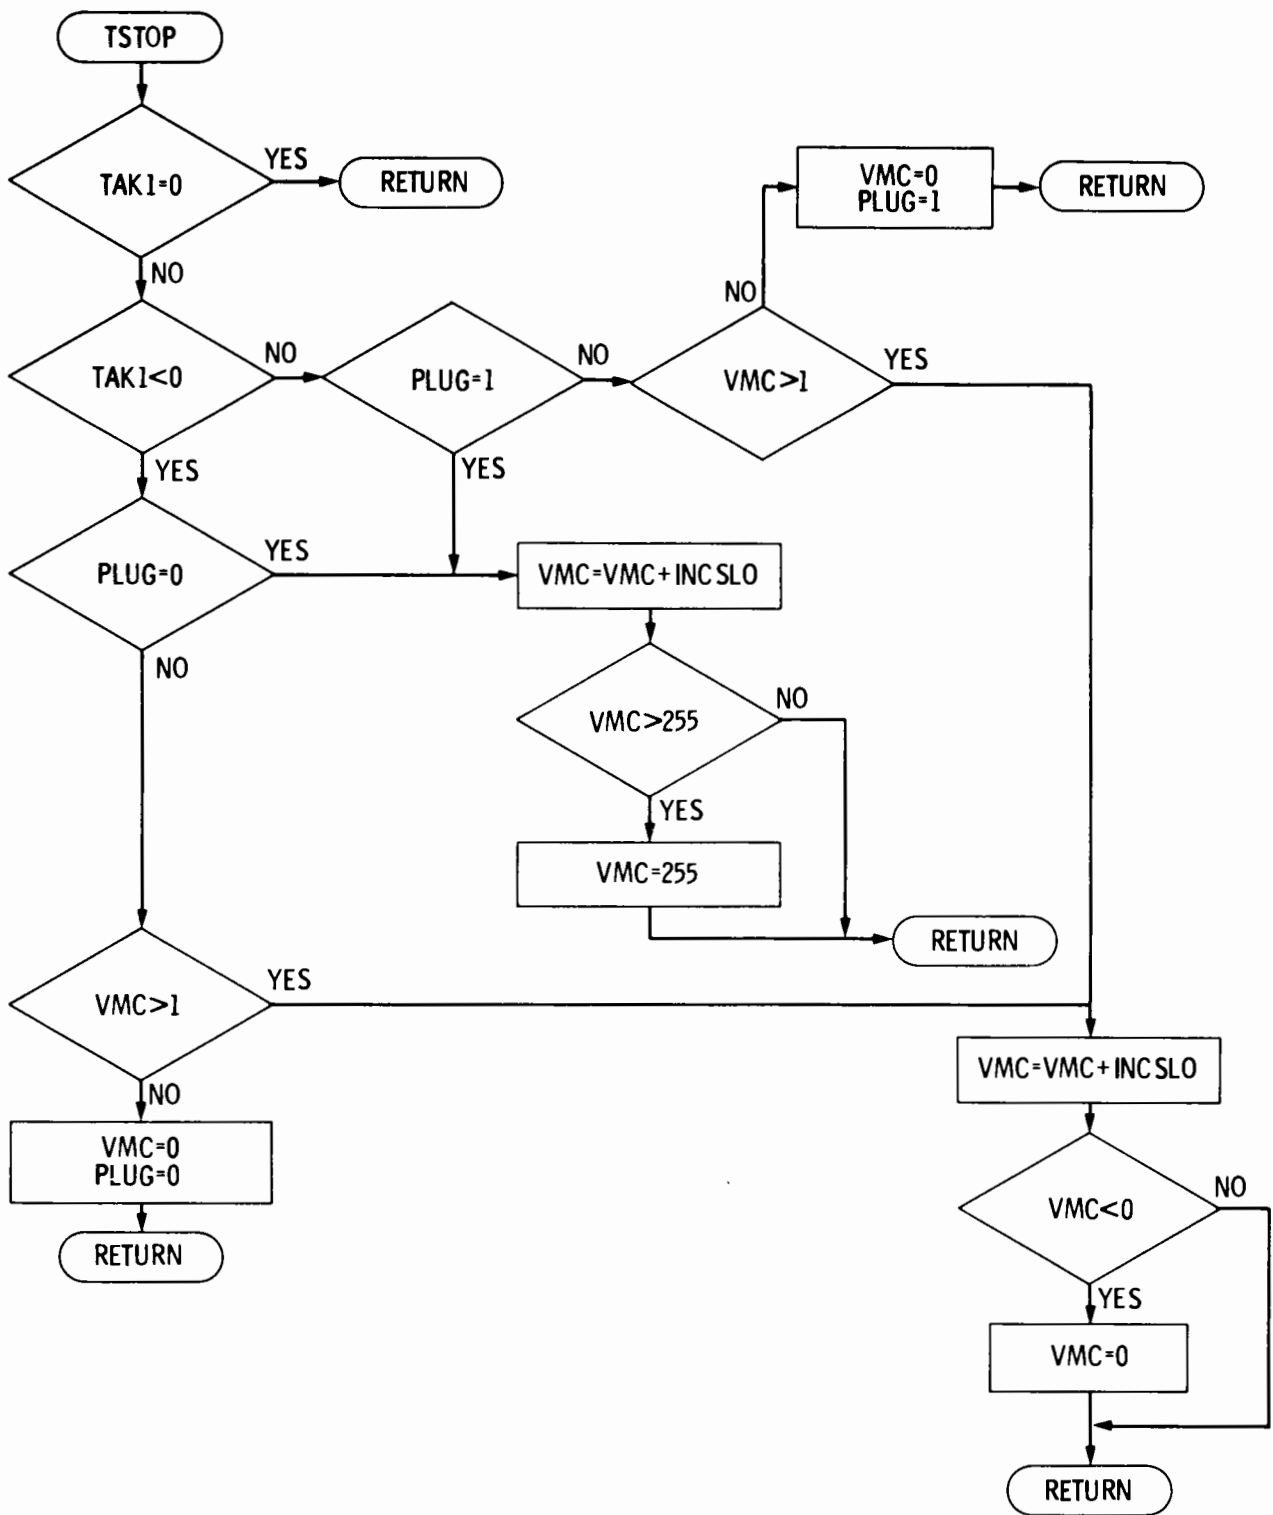 TSTOP
TAK1=0
YES
RETURN
NO
VMC=0
PLUG=1
RETURN
NO
TAK1<0
NO
PLUG=1
NO
VMC>1
YES
YES
YES
PLUG=0
YES
VMC=VMC+INCSLO
NO
VMC>255
NO
YES
VMC=255
RETURN
VMC>1
YES
VMC=VMC+INCSLO
NO
VMC=0
PLUG=0
VMC<0
NO
RETURN
YES
VMC=0
RETURN